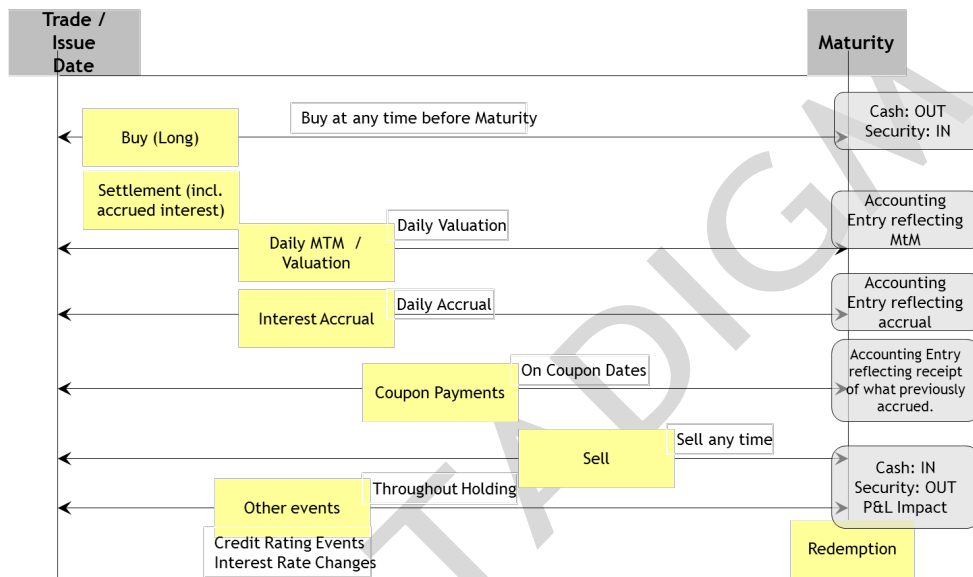 Trade /
Issue
Date
Maturity
Buy (Long)
Buy at any time before Maturity
Cash: OUT
Security: IN
Settlement (incl.
accrued interest)
Daily MTM /
Valuation
Daily Valuation
Accounting
Entry reflecting
MtM
Interest Accrual
Daily Accrual
Accounting
Entry reflecting
accrual
Coupon Payments
On Coupon Dates
Accounting Entry
reflecting receipt
of what previously
accrued.
Sell
Sell any time
Cash: IN
Security: OUT
P&L Impact
Other events
Throughout Holding
Credit Rating Events
Interest Rate Changes
Redemption
TADIGM